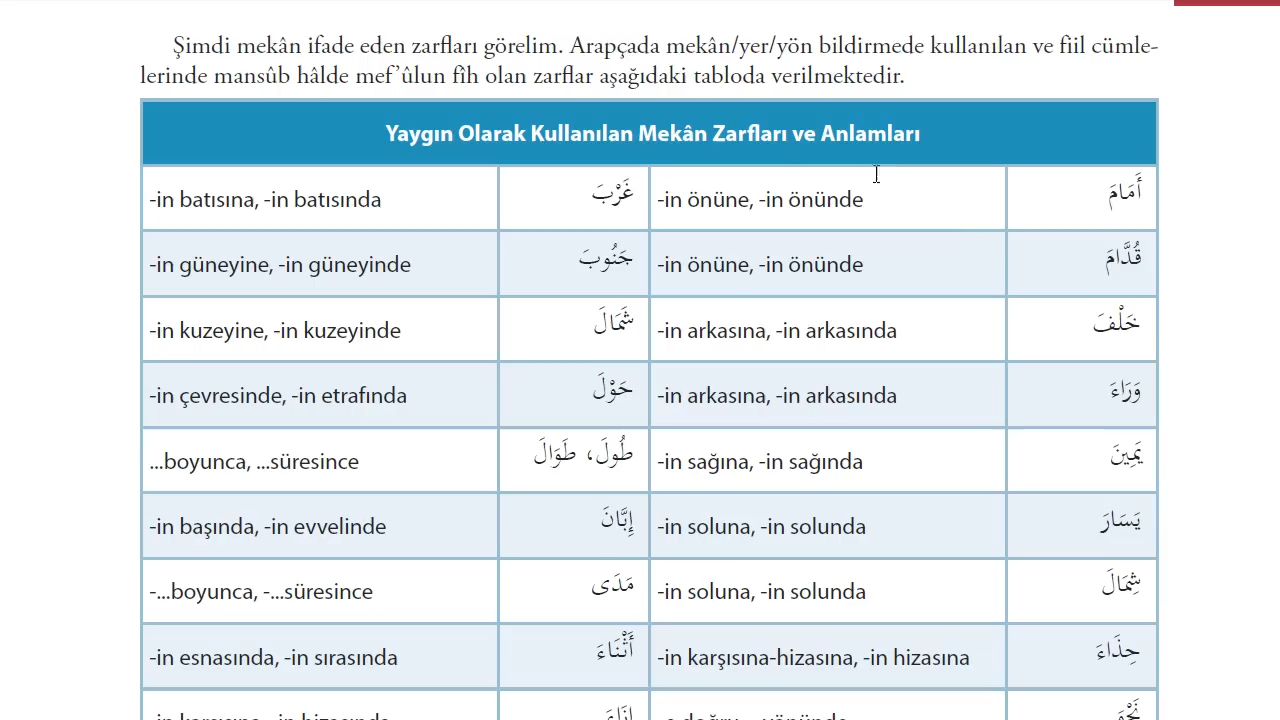 Şimdi mekân ifade eden zarfları görelim. Arapçada mekân/yer/yön bildirmede kullanılan ve fiil cümle-
lerinde mansûb hâlde mef’ûlun fîh olan zarflar aşağıdaki tabloda verilmektedir.
Yaygın Olarak Kullanılan Mekân Zarfları ve Anlamları
-in batısına, -in batısında غَرْبَ -in önüne, -in önünde أَمَامَ
-in güneyine, -in güneyinde جَنُوبَ -in önüne, -in önünde قُدَّامَ
-in kuzeyine, -in kuzeyinde شَمَالَ -in arkasına, -in arkasında خَلْفَ
-in çevresinde, -in etrafında حَوْلَ -in arkasına, -in arkasında وَرَاءَ
...boyunca, ...süresince طُولَ، طَوَالَ -in sağına, -in sağında يَمِينَ
-in başında, -in evvelinde إِبَّانَ -in soluna, -in solunda يَسَارَ
-...boyunca, -...süresince مَدَى -in soluna, -in solunda شِمَالَ
-in esnasında, -in sırasında أَثْنَاءَ -in karşısına-hizasına, -in hizasına حِذَاءَ